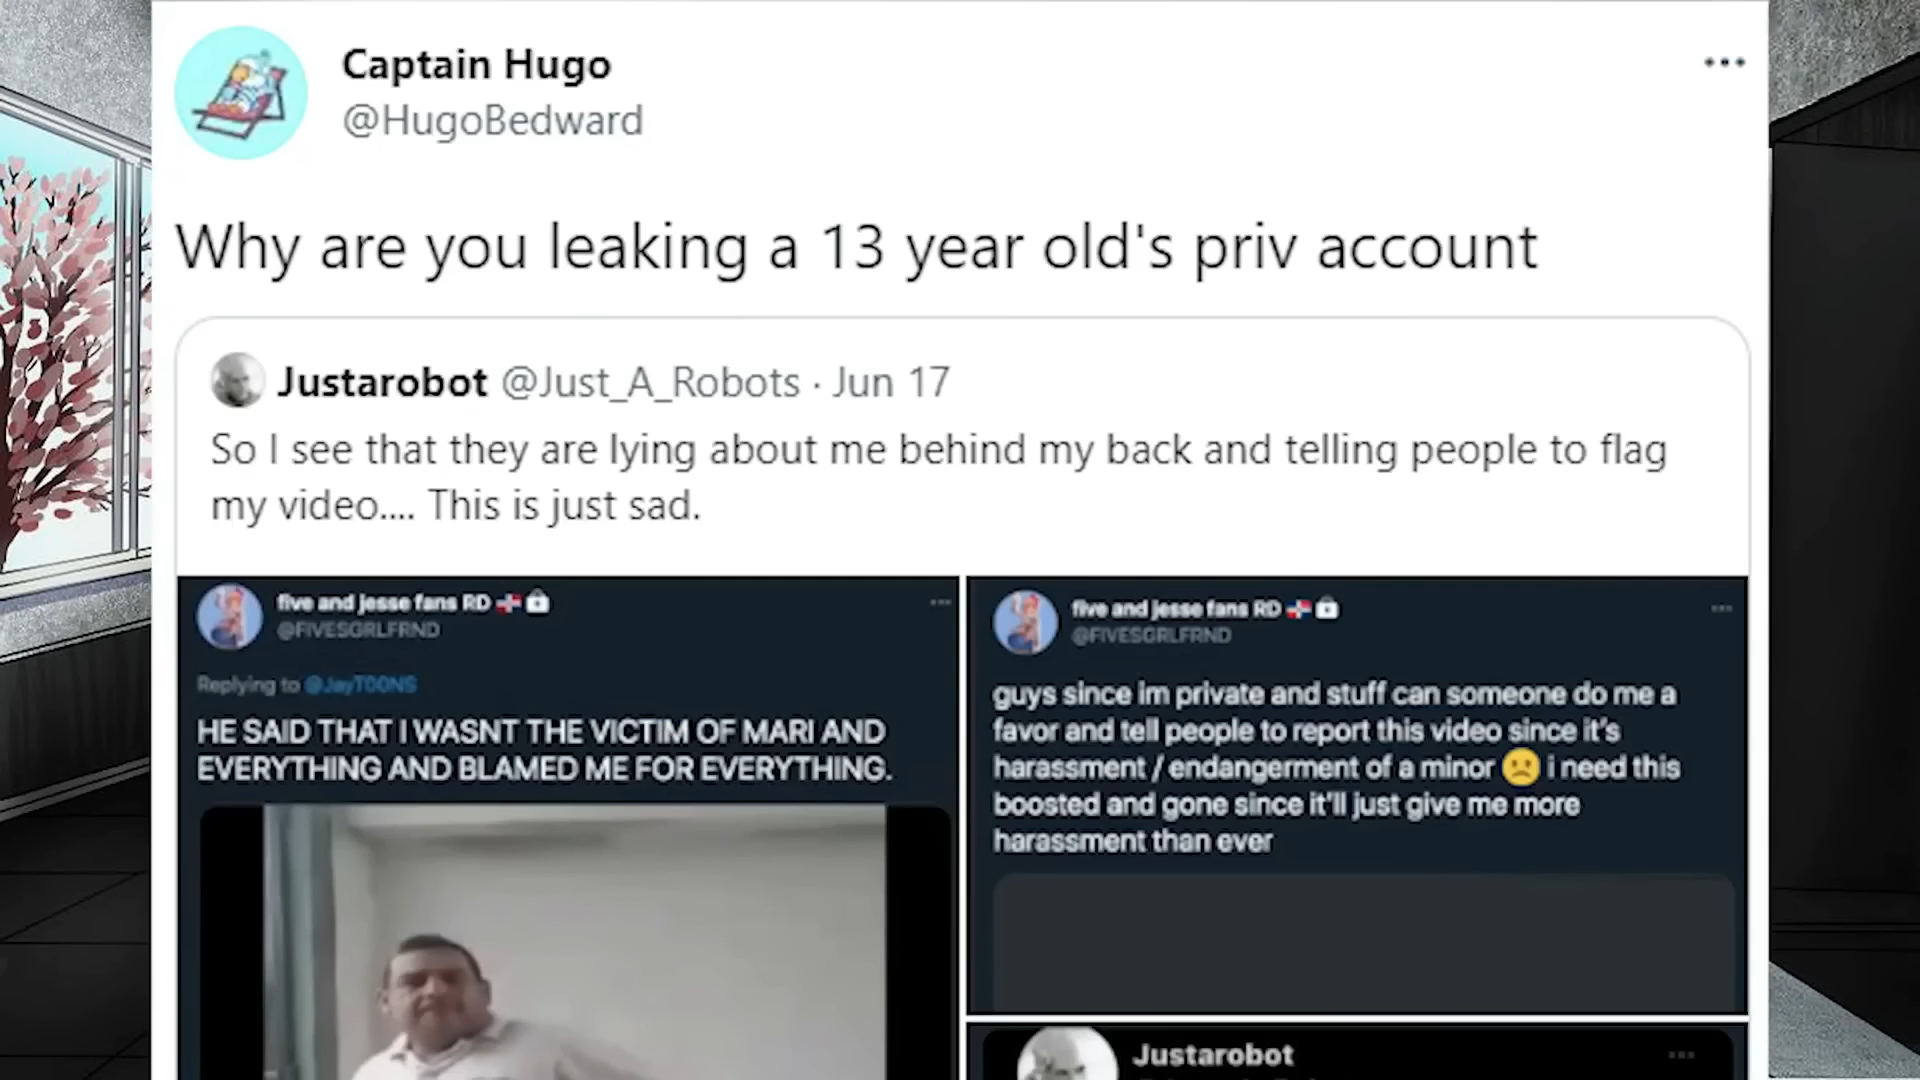 Captain Hugo
@HugoBedward
Why are you leaking a 13 year old's priv account
Justarobot @Just_A_Robots · Jun 17
So I see that they are lying about me behind my back and telling people to flag
my video.... This is just sad.
five and jesse fans RD 🇩🇴🔒
@FIVESGRLFRND
Replying to @JayT00NS
HE SAID THAT I WASNT THE VICTIM OF MARI AND
EVERYTHING AND BLAMED ME FOR EVERYTHING.
five and jesse fans RD 🇩🇴🔒
@FIVESGRLFRND
guys since im private and stuff can someone do me a
favor and tell people to report this video since it's
harassment / endangerment of a minor ☹️ i need this
boosted and gone since it'll just give me more
harassment than ever
Justarobot